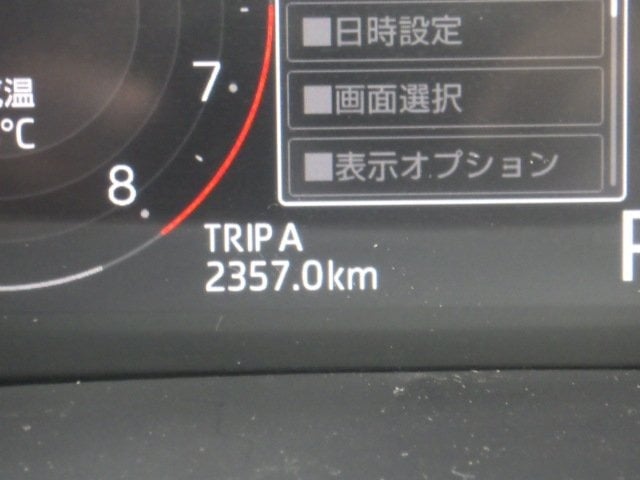 ■日時設定
■画面選択
■表示オプション
7
温
°C
8
TRIP A
2357.0km